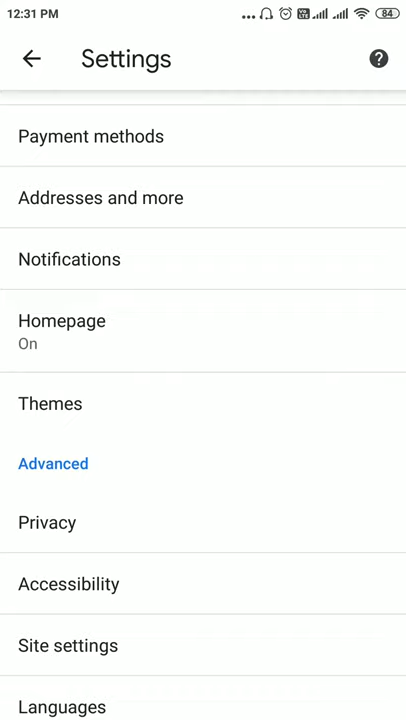 12:31 PM
84
Settings
Payment methods
Addresses and more
Notifications
Homepage
On
Themes
Advanced
Privacy
Accessibility
Site settings
Languages